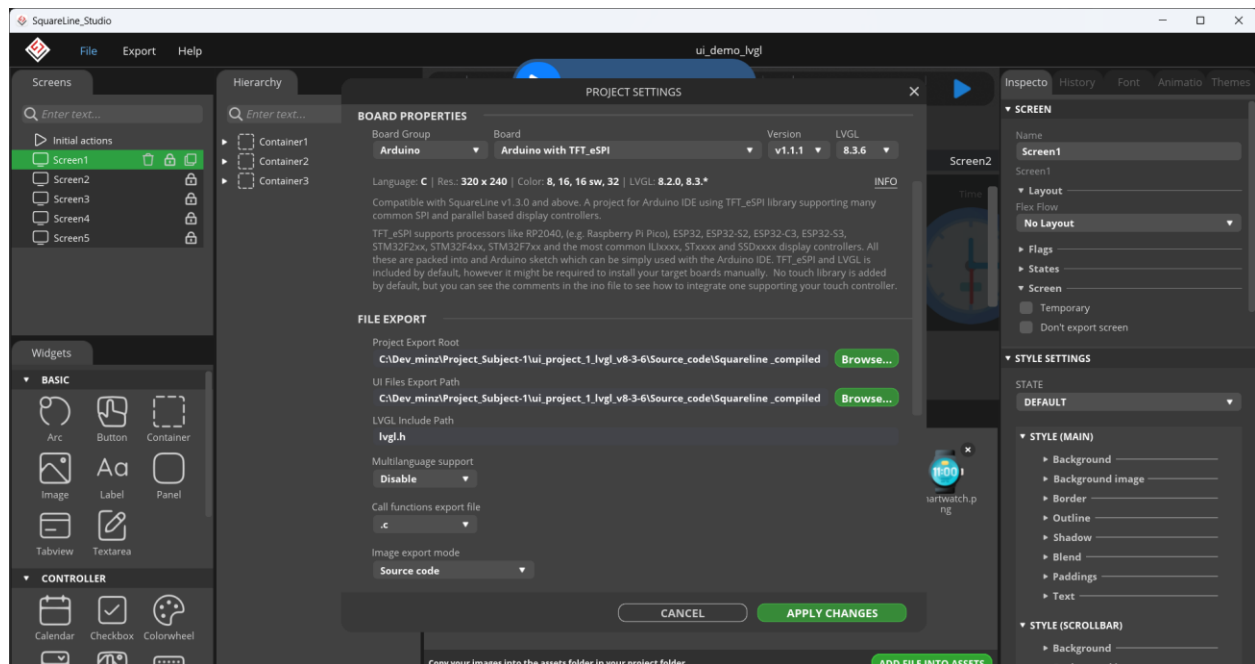 SquareLine_Studio
File Export Help
ui_demo_lvgl
Screens
Enter text...
Initial actions
Screen1
Screen2
Screen3
Screen4
Screen5
Hierarchy
Enter text...
Container1
Container2
Container3
Widgets
BASIC
Arc Button Container
Image Label Panel
Tabview Textarea
CONTROLLER
Calendar Checkbox Colorwheel
PROJECT SETTINGS
BOARD PROPERTIES
Board Group Board Version LVGL
Arduino Arduino with TFT_eSPI v1.1.1 8.3.6
Language: C | Res.: 320 x 240 | Color: 8, 16, 16 sw, 32 | LVGL: 8.2.0, 8.3.* INFO
Compatible with SquareLine v1.3.0 and above. A project for Arduino IDE using TFT_eSPI library supporting many
common SPI and parallel based display controllers.
TFT_eSPI supports processors like RP2040, (e.g. Raspberry Pi Pico), ESP32, ESP32-S2, ESP32-C3, ESP32-S3,
STM32F2xx, STM32F4xx, STM32F7xx and the most common ILIxxxx, STxxxx and SSDxxxx display controllers. All
these are packed into and Arduino sketch which can be simply used with the Arduino IDE. TFT_eSPI and LVGL is
included by default, however it might be required to install your target boards manually. No touch library is added
by default, but you can see the comments in the ino file to see how to integrate one supporting your touch controller.
FILE EXPORT
Project Export Root
C:\Dev_minz\Project_Subject-1\ui_project_1_lvgl_v8-3-6\Source_code\Squareline _compiled Browse...
UI Files Export Path
C:\Dev_minz\Project_Subject-1\ui_project_1_lvgl_v8-3-6\Source_code\Squareline _compiled Browse...
LVGL Include Path
lvgl.h
Multilanguage support
Disable
Call functions export file
.c
Image export mode
Source code
CANCEL APPLY CHANGES
Screen2
Time
11:00
artwatch.p
ng
Copy your images into the assets folder in your project folder
ADD FILE INTO ASSETS
Inspecto History Font Animatio Themes
SCREEN
Name
Screen1
Screen1
Layout
Flex Flow
No Layout
Flags
States
Screen
Temporary
Don't export screen
STYLE SETTINGS
STATE
DEFAULT
STYLE (MAIN)
Background
Background image
Border
Outline
Shadow
Blend
Paddings
Text
STYLE (SCROLLBAR)
Background